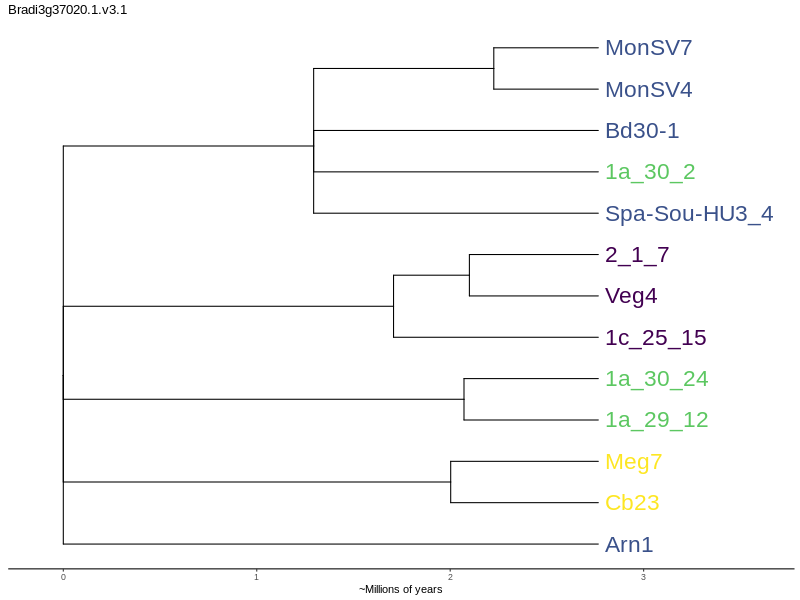 Bradi3g37020.1.v3.1
MonSV7
MonSV4
Bd30-1
1a_30_2
Spa-Sou-HU3_4
2_1_7
Veg4
1c_25_15
1a_30_24
1a_29_12
Meg7
Cb23
Arn1
0 1 2 3
~Millions of years